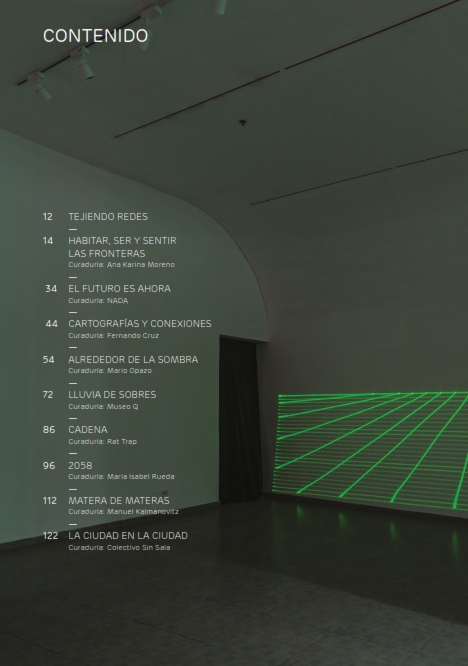 CONTENIDO
12 TEJIENDO REDES
—
14 HABITAR, SER Y SENTIR
LAS FRONTERAS
Curaduría: Ana Karina Moreno
—
34 EL FUTURO ES AHORA
Curaduría: NADA
—
44 CARTOGRAFÍAS Y CONEXIONES
Curaduría: Fernando Cruz
—
54 ALREDEDOR DE LA SOMBRA
Curaduría: Mario Opazo
—
72 LLUVIA DE SOBRES
Curaduría: Museo Q
—
86 CADENA
Curaduría: Rat Trap
—
96 2058
Curaduría: María Isabel Rueda
—
112 MATERA DE MATERAS
Curaduría: Manuel Kalmanovitz
—
122 LA CIUDAD EN LA CIUDAD
Curaduría: Colectivo Sin Sala